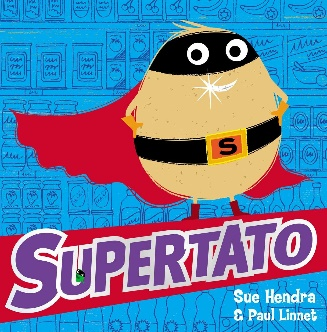 S
SUPERTATO
Sue Hendra
& Paul Linnet